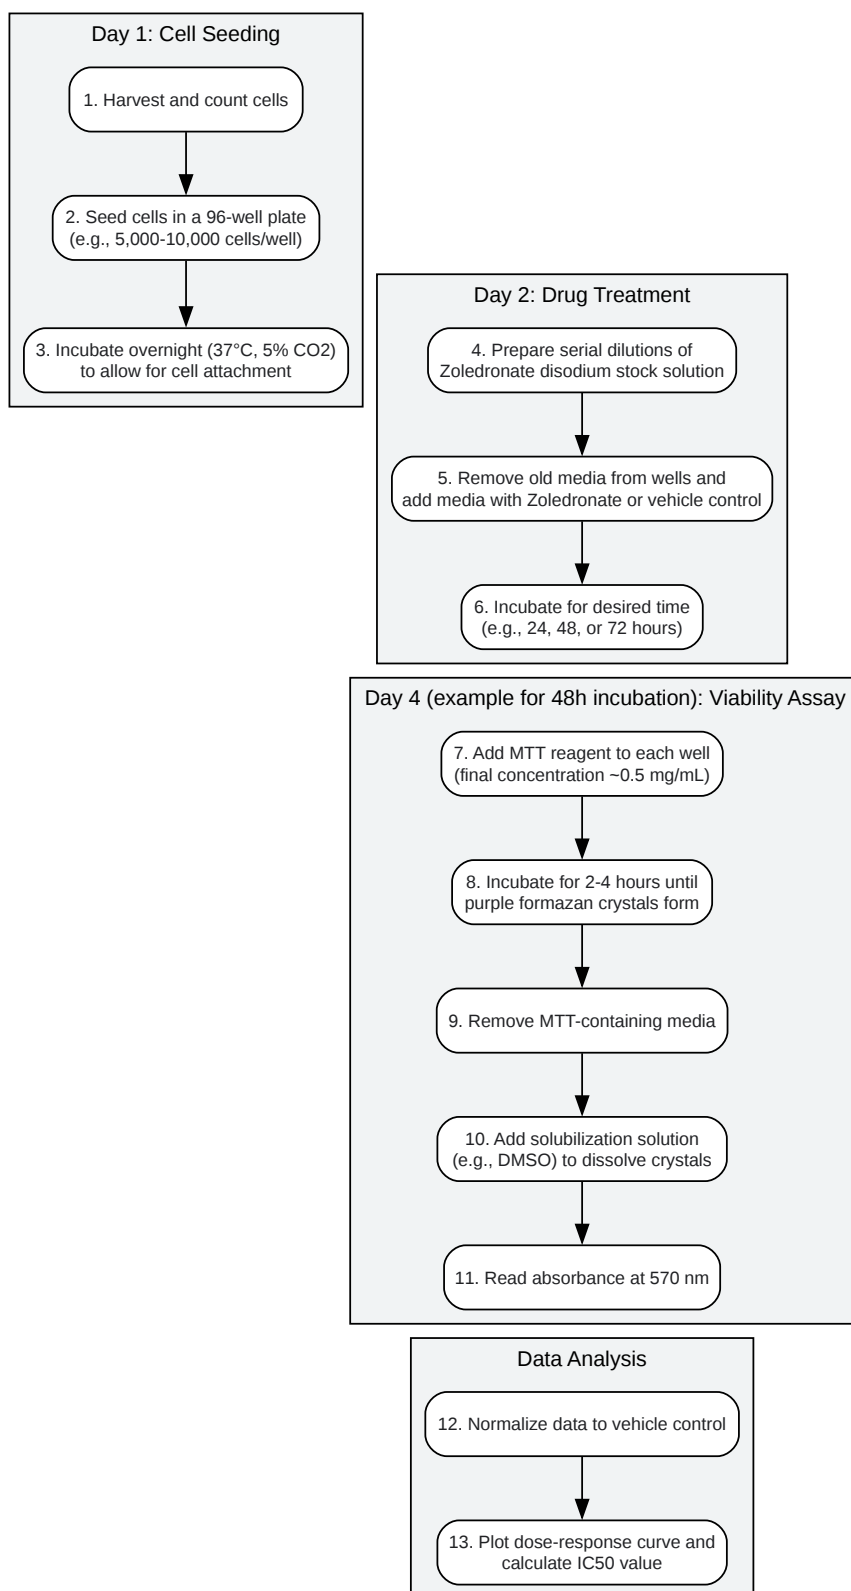 Day 1: Cell Seeding
1. Harvest and count cells
2. Seed cells in a 96-well plate
(e.g., 5,000-10,000 cells/well)
3. Incubate overnight (37°C, 5% CO2)
to allow for cell attachment
Day 2: Drug Treatment
4. Prepare serial dilutions of
Zoledronate disodium stock solution
5. Remove old media from wells and
add media with Zoledronate or vehicle control
6. Incubate for desired time
(e.g., 24, 48, or 72 hours)
Day 4 (example for 48h incubation): Viability Assay
7. Add MTT reagent to each well
(final concentration ~0.5 mg/mL)
8. Incubate for 2-4 hours until
purple formazan crystals form
9. Remove MTT-containing media
10. Add solubilization solution
(e.g., DMSO) to dissolve crystals
11. Read absorbance at 570 nm
Data Analysis
12. Normalize data to vehicle control
13. Plot dose-response curve and
calculate IC50 value